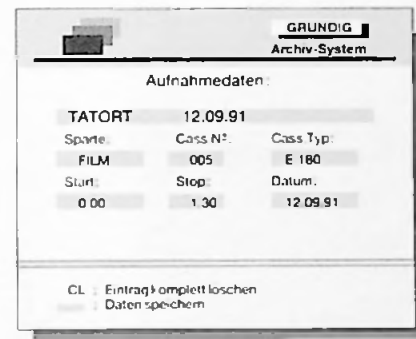 GRUNDIG
Archiv-System
Aufnahmedaten:
TATORT 12.09.91
Sparte: Cass Nº: Cass.Typ:
FILM 005 E 180
Start: Stop: Datum:
0.00 1.30 12.09.91
CL : Eintrag komplett löschen
: Daten speichern